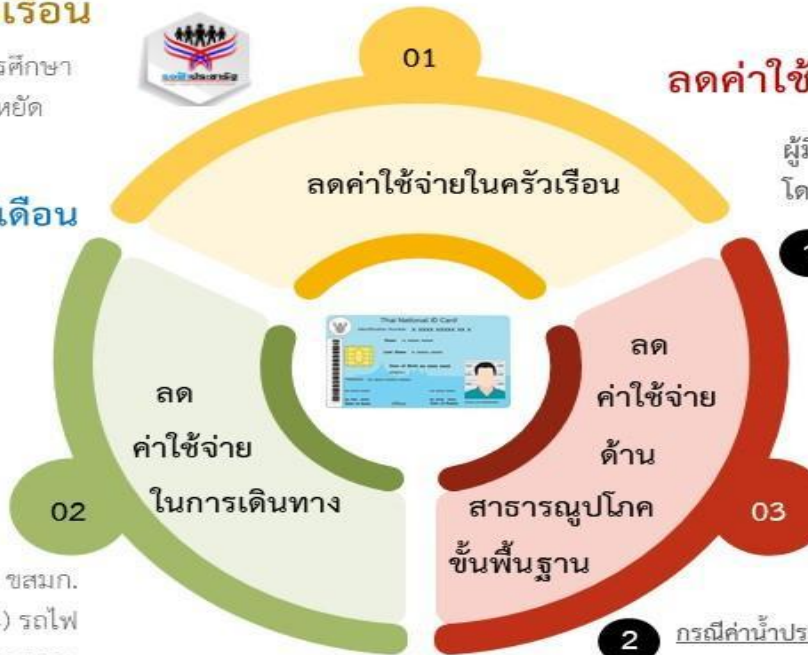 เรือน
01
รศึกษา
หยัด
ลดค่าใช้
ผู้มี
โด
ลดค่าใช้จ่ายในครัวเรือน
เดือน
1
Thai National ID Card
ลด
ค่าใช้จ่าย
ในการเดินทาง
02
ลด
ค่าใช้จ่าย
ด้าน
สาธารณูปโภค
ขั้นพื้นฐาน
03
ขสมก.
) รถไฟ
2
กรณีค่าน้ำประ